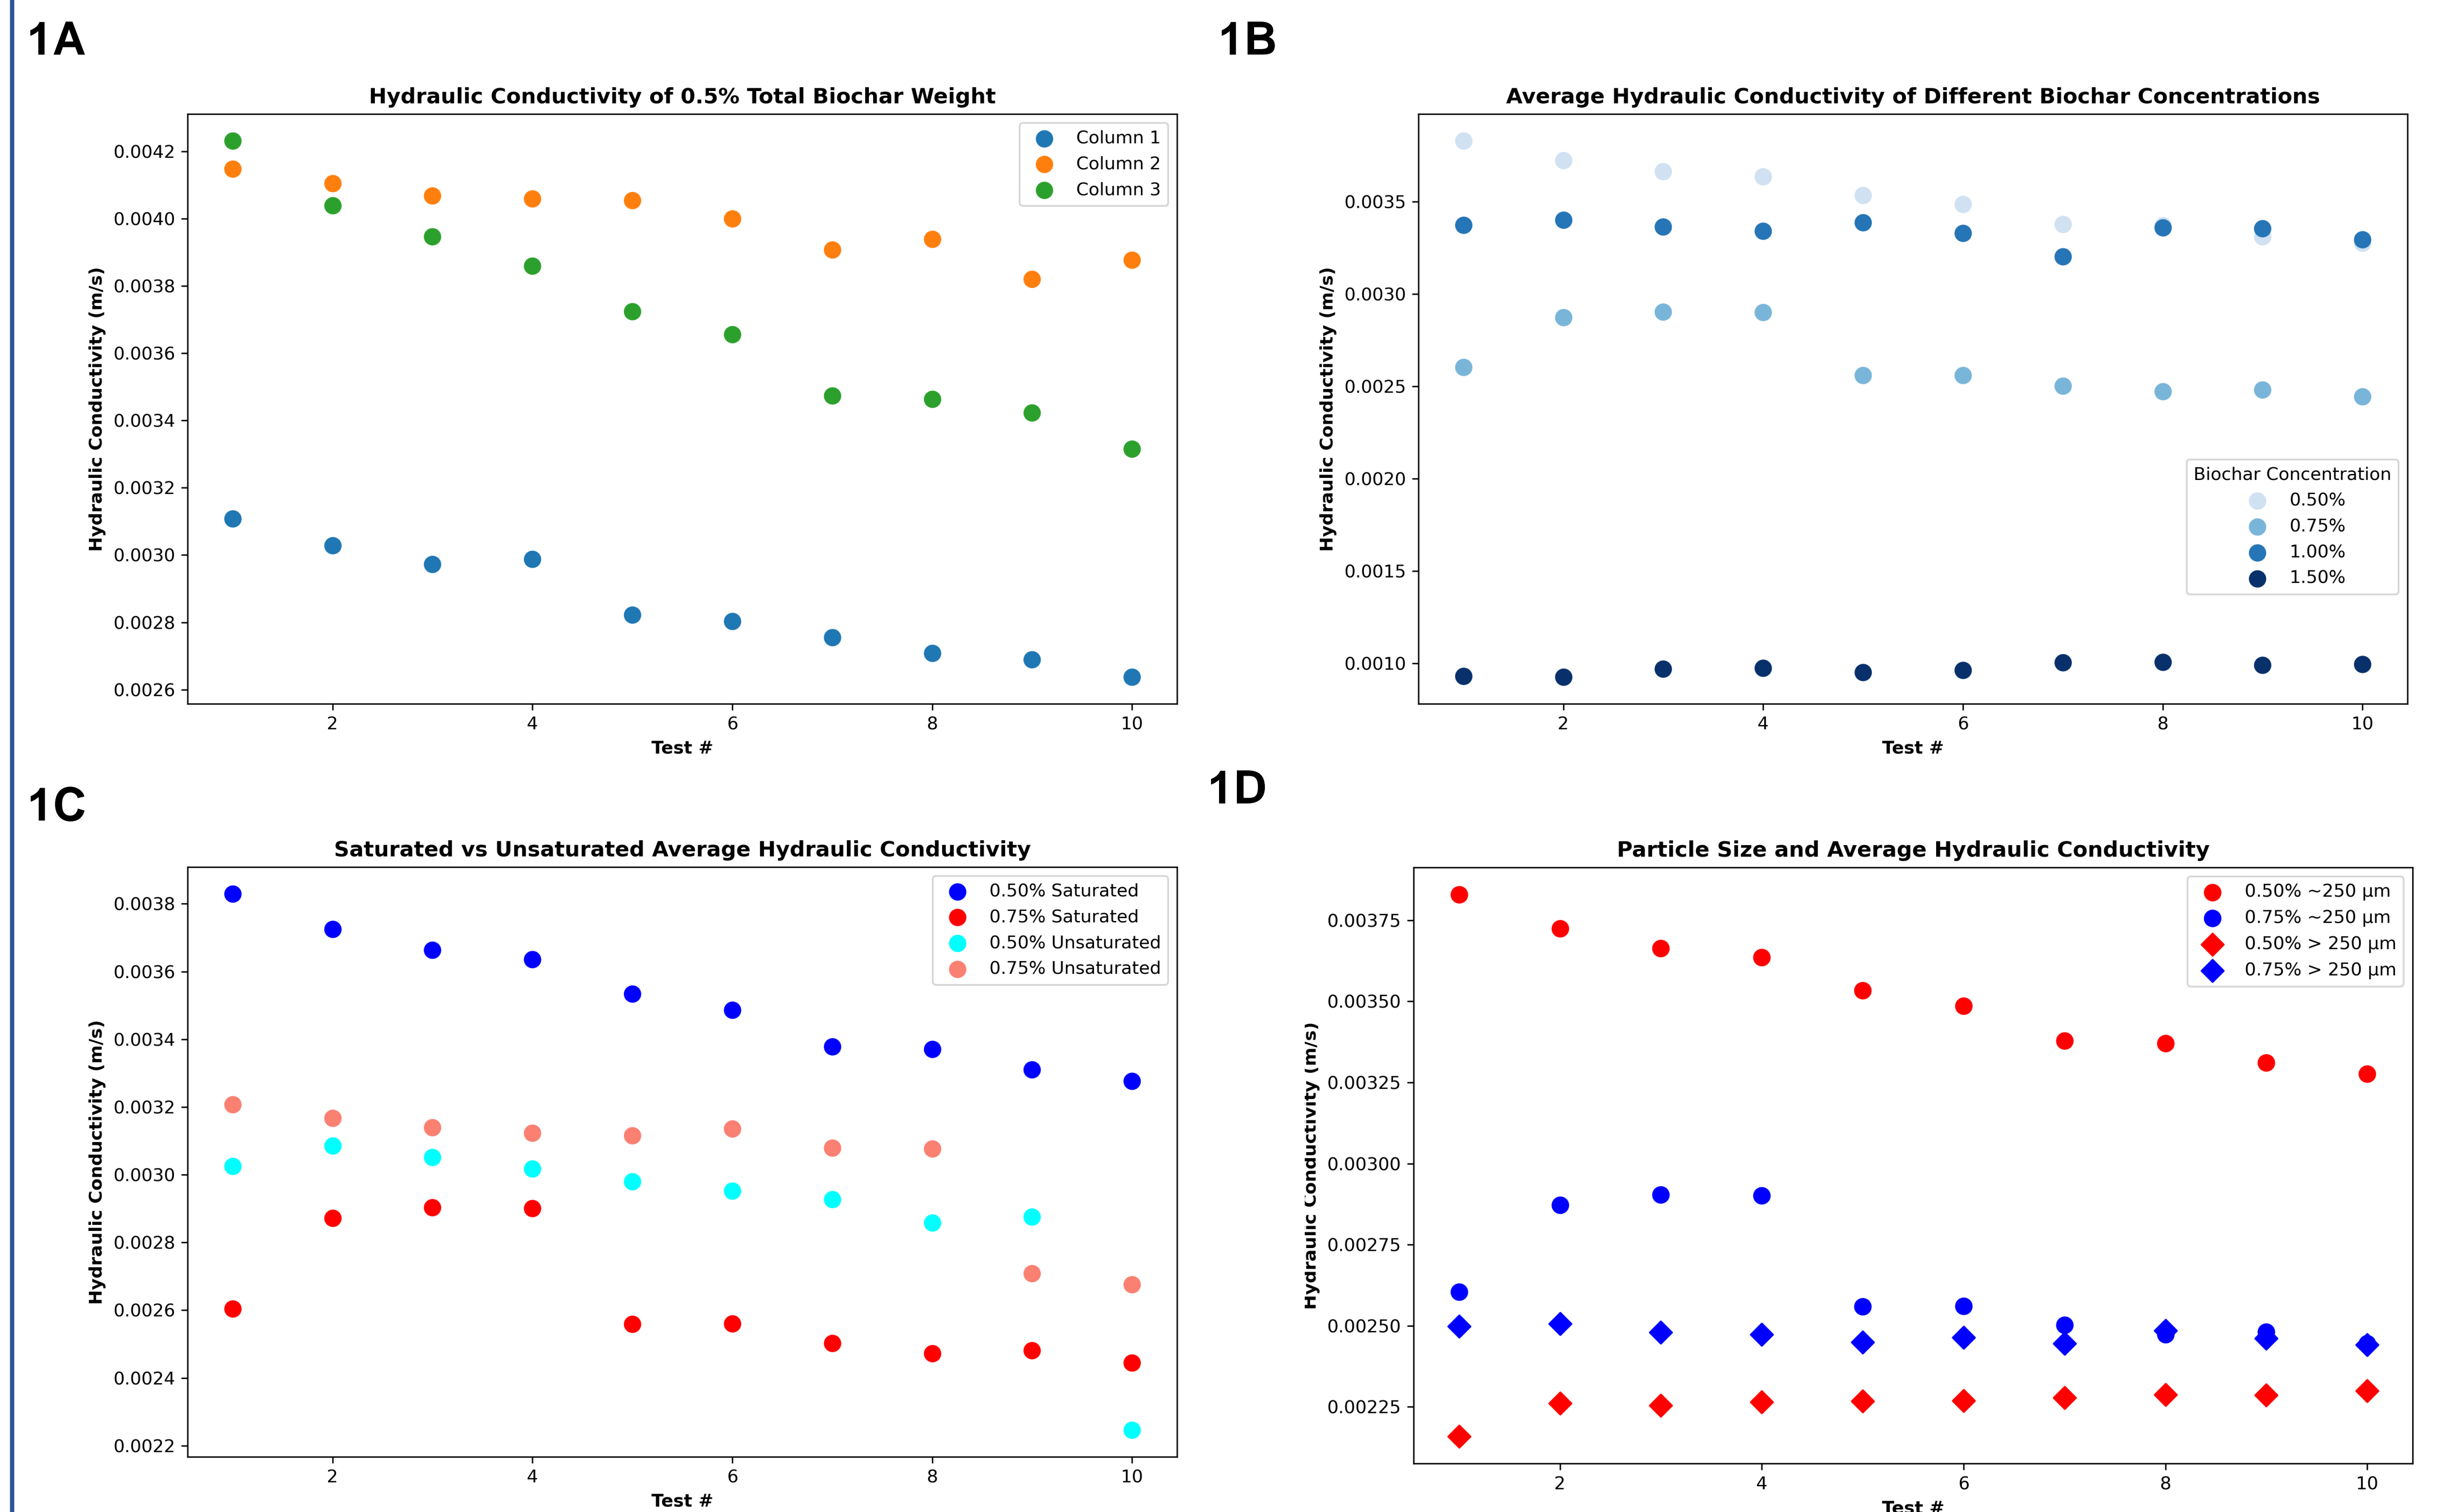 1A
Hydraulic Conductivity of 0.5% Total Biochar Weight
Hydraulic Conductivity (m/s)
0.0042
0.0040
0.0038
0.0036
0.0034
0.0032
0.0030
0.0028
0.0026
Column 1
Column 2
Column 3
2 4 6 8 10
Test #
1B
Average Hydraulic Conductivity of Different Biochar Concentrations
Hydraulic Conductivity (m/s)
0.0035
0.0030
0.0025
0.0020
0.0015
0.0010
Biochar Concentration
0.50%
0.75%
1.00%
1.50%
2 4 6 8 10
Test #
1C
Saturated vs Unsaturated Average Hydraulic Conductivity
Hydraulic Conductivity (m/s)
0.0038
0.0036
0.0034
0.0032
0.0030
0.0028
0.0026
0.0024
0.0022
0.50% Saturated
0.75% Saturated
0.50% Unsaturated
0.75% Unsaturated
2 4 6 8 10
Test #
1D
Particle Size and Average Hydraulic Conductivity
Hydraulic Conductivity (m/s)
0.00375
0.00350
0.00325
0.00300
0.00275
0.00250
0.00225
0.50% ~250 μm
0.75% ~250 μm
0.50% > 250 μm
0.75% > 250 μm
2 4 6 8 10
Test #